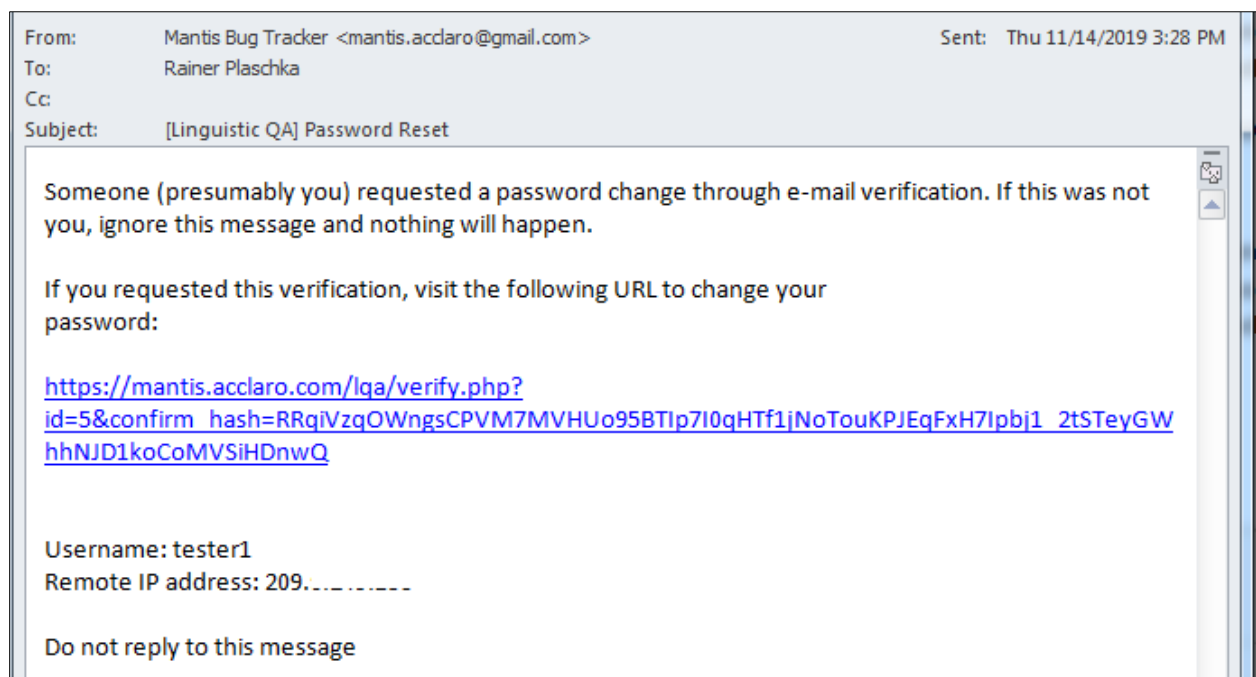 From: Mantis Bug Tracker <mantis.acclaro@gmail.com> Sent: Thu 11/14/2019 3:28 PM
To: Rainer Plaschka
Cc:
Subject: [Linguistic QA] Password Reset
Someone (presumably you) requested a password change through e-mail verification. If this was not
you, ignore this message and nothing will happen.
If you requested this verification, visit the following URL to change your
password:
https://mantis.acclaro.com/lqa/verify.php?
id=5&confirm_hash=RRqiVzqOWngsCPVM7MVHUo95BTIp7I0qHTf1jNoTouKPJEqFxH7Ipbj1_2tSTeyGW
hhNJD1koCoMVSiHDnwQ
Username: tester1
Remote IP address: 209.
Do not reply to this message